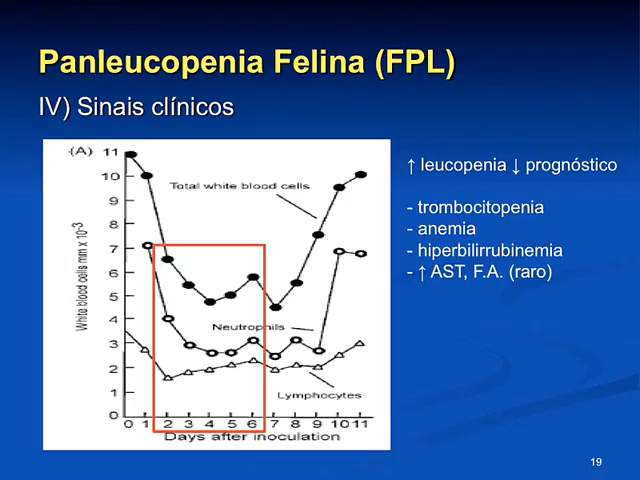 Panleucopenia Felina (FPL)
IV) Sinais clínicos
(A)
11
10
9
8
7
6
5
4
3
2
1
0
White blood cells mm x 10^3
Total white blood cells
Neutrophils
Lymphocytes
0 1 2 3 4 5 6 7 8 9 10 11
Days after inoculation
↑ leucopenia ↓ prognóstico
- trombocitopenia
- anemia
- hiperbilirrubinemia
- ↑ AST, F.A. (raro)
19